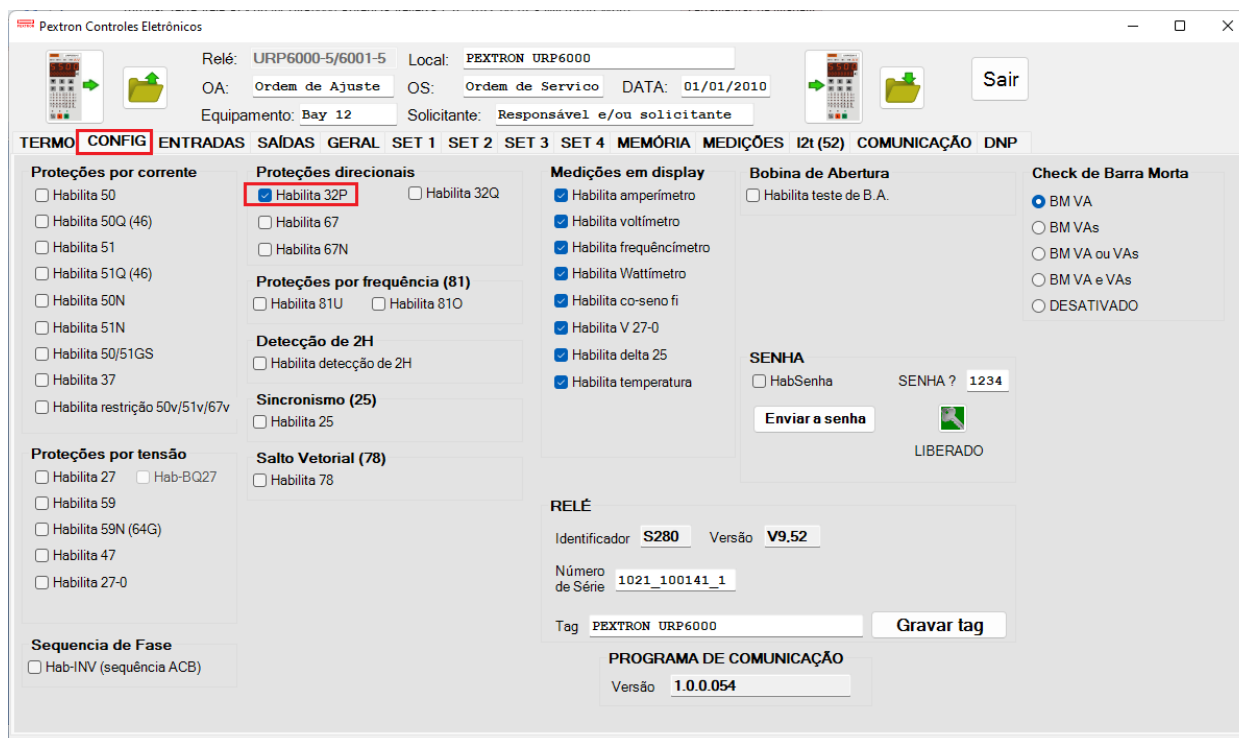 Pextron Controles Eletrônicos
Relé: URP6000-5/6001-5 Local: PEXTRON URP6000
OA: Ordem de Ajuste OS: Ordem de Servico DATA: 01/01/2010
Equipamento: Bay 12 Solicitante: Responsável e/ou solicitante
Sair
TERMO CONFIG ENTRADAS SAÍDAS GERAL SET 1 SET 2 SET 3 SET 4 MEMÓRIA MEDIÇÕES I2t (52) COMUNICAÇÃO DNP
Proteções por corrente
Habilita 50
Habilita 50Q (46)
Habilita 51
Habilita 51Q (46)
Habilita 50N
Habilita 51N
Habilita 50/51GS
Habilita 37
Habilita restrição 50v/51v/67v
Proteções por tensão
Habilita 27 Hab-BQ27
Habilita 59
Habilita 59N (64G)
Habilita 47
Habilita 27-0
Sequencia de Fase
Hab-INV (sequência ACB)
Proteções direcionais
Habilita 32P Habilita 32Q
Habilita 67
Habilita 67N
Proteções por frequência (81)
Habilita 81U Habilita 81O
Detecção de 2H
Habilita detecção de 2H
Sincronismo (25)
Habilita 25
Salto Vetorial (78)
Habilita 78
Medições em display
Habilita amperímetro
Habilita voltímetro
Habilita frequêncímetro
Habilita Wattímetro
Habilita co-seno fi
Habilita V 27-0
Habilita delta 25
Habilita temperatura
Bobina de Abertura
Habilita teste de B.A.
SENHA
HabSenha SENHA ? 1234
Enviar a senha
LIBERADO
Check de Barra Morta
BM VA
BM VAs
BM VA ou VAs
BM VA e VAs
DESATIVADO
RELÉ
Identificador S280 Versão V9,52
Número
de Série 1021_100141_1
Tag PEXTRON URP6000 Gravar tag
PROGRAMA DE COMUNICAÇÃO
Versão 1.0.0.054